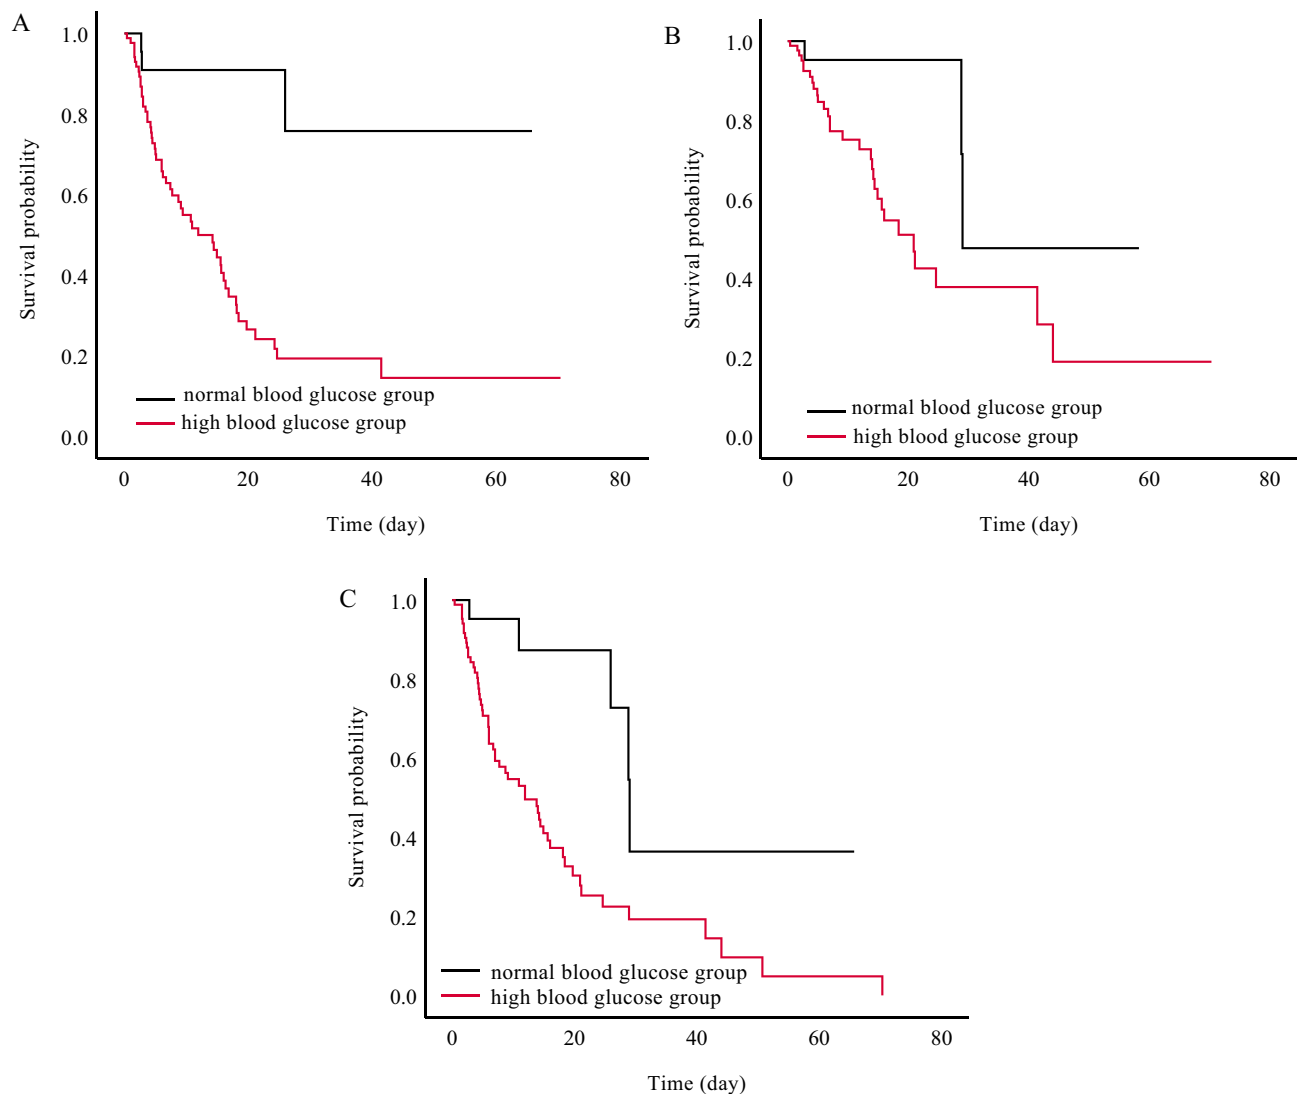 A
1.0
0.8
0.6
0.4
0.2
0.0
Survival probability
normal blood glucose group
high blood glucose group
0 20 40 60 80
Time (day)
B
1.0
0.8
0.6
0.4
0.2
0.0
Survival probability
normal blood glucose group
high blood glucose group
0 20 40 60 80
Time (day)
C
1.0
0.8
0.6
0.4
0.2
0.0
Survival probability
normal blood glucose group
high blood glucose group
0 20 40 60 80
Time (day)